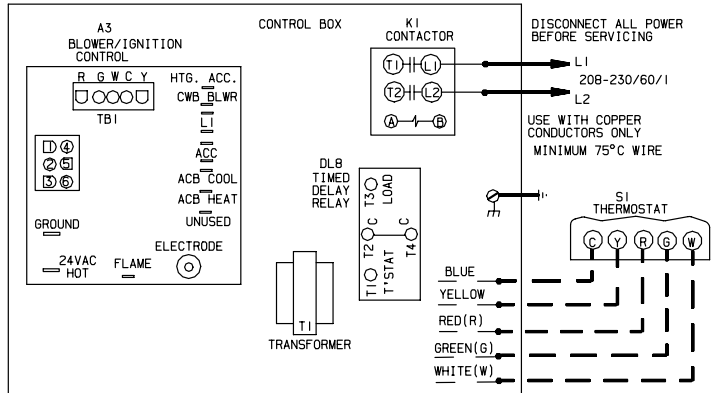 A3
BLOWER/IGNITION
CONTROL
R G W C Y
TB1
HTG. ACC.
CWB BLWR
L1
ACC
ACB COOL
ACB HEAT
UNUSED
1 4
2 5
3 6
GROUND
24VAC
HOT
FLAME
ELECTRODE
CONTROL BOX
K1
CONTACTOR
T1 L1
T2 L2
A B
DISCONNECT ALL POWER
BEFORE SERVICING
L1
208-230/60/1
L2
USE WITH COPPER
CONDUCTORS ONLY
MINIMUM 75°C WIRE
DL8
TIMED
DELAY
RELAY
T3 LOAD
T2 C C T4
T1 T'STAT
T1
TRANSFORMER
S1
THERMOSTAT
C Y R G W
BLUE
YELLOW
RED(R)
GREEN(G)
WHITE(W)